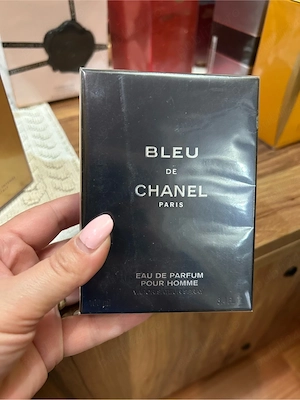 BLEU
DE
CHANEL
PARIS
EAU DE PARFUM
POUR HOMME